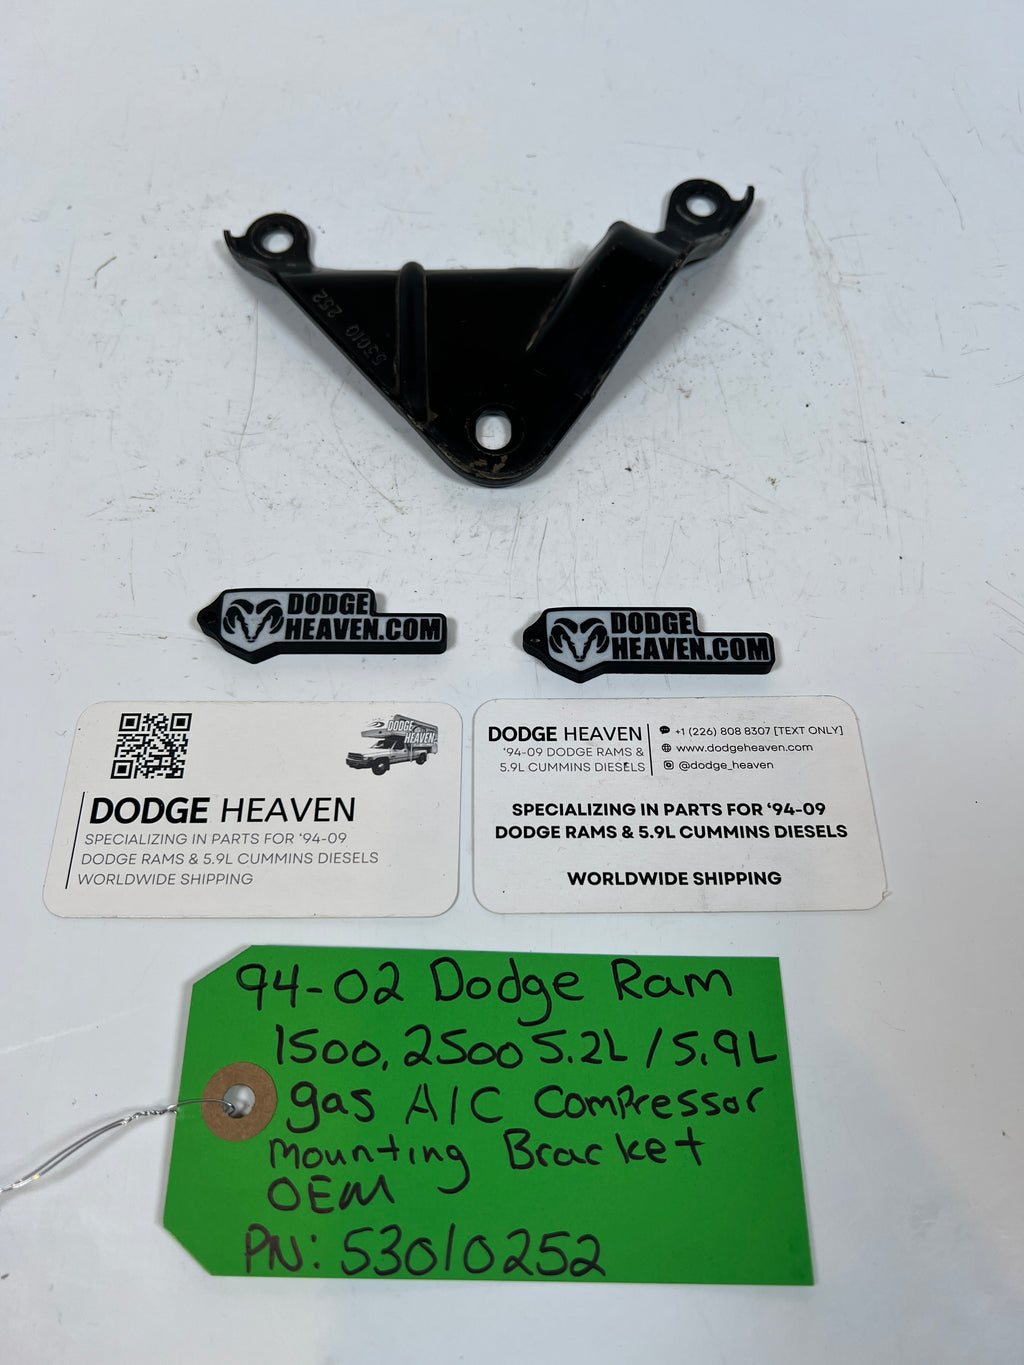 53010 252
DODGE
HEAVEN.COM
DODGE
HEAVEN.COM
DODGE
HEAVEN
DODGE HEAVEN
SPECIALIZING IN PARTS FOR '94-09
DODGE RAMS & 5.9L CUMMINS DIESELS
WORLDWIDE SHIPPING
DODGE HEAVEN
'94-09 DODGE RAMS &
5.9L CUMMINS DIESELS
+1 (226) 808 8307 [TEXT ONLY]
www.dodgeheaven.com
@dodge_heaven
SPECIALIZING IN PARTS FOR '94-09
DODGE RAMS & 5.9L CUMMINS DIESELS
WORLDWIDE SHIPPING
94-02 Dodge Ram
1500, 2500 5.2L / 5.9L
gas A/C Compressor
Mounting Bracket
OEM
PN: 53010252